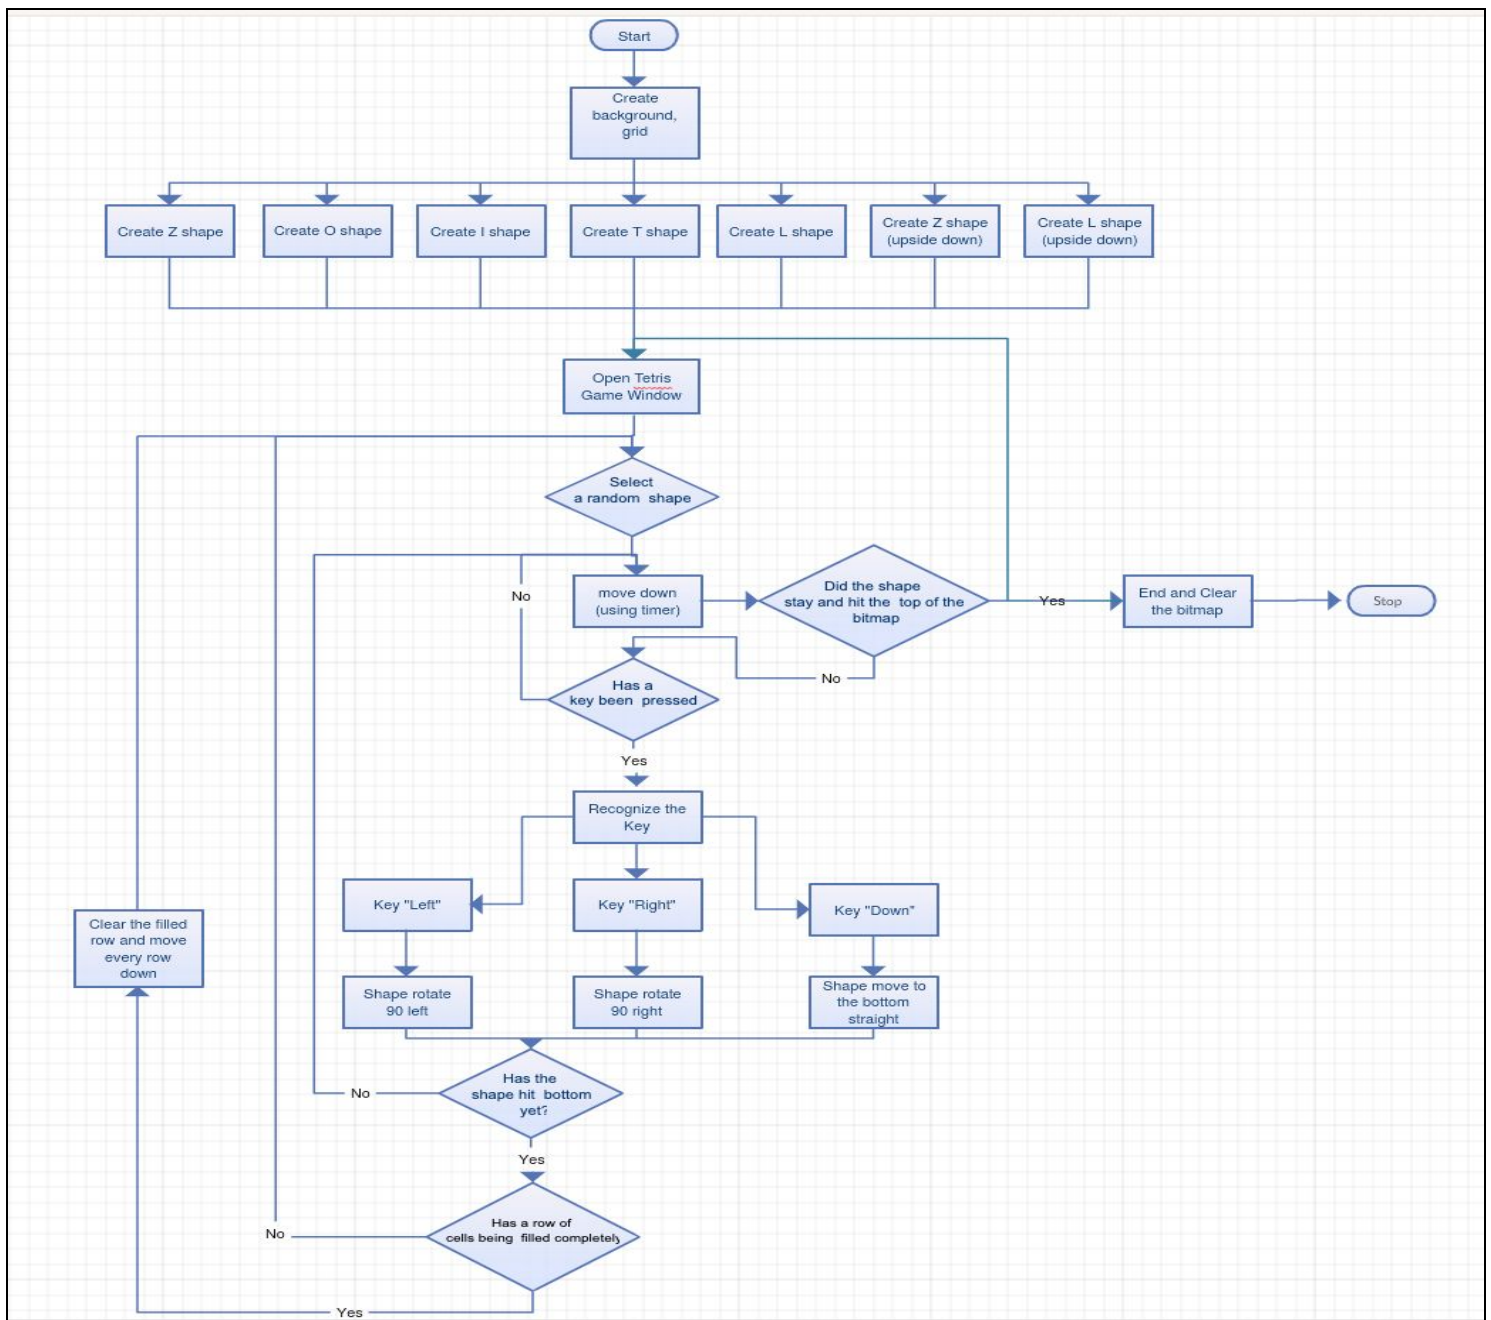 Start
Create
background,
grid
Create Z shape
Create O shape
Create I shape
Create T shape
Create L shape
Create Z shape
(upside down)
Create L shape
(upside down)
Open Tetris
Game Window
Select
a random shape
No
move down
(using timer)
Did the shape
stay and hit the top of the
bitmap
Yes
End and Clear
the bitmap
Stop
No
Has a
key been pressed
Yes
Recognize the
Key
Key "Left"
Key "Right"
Key "Down"
Clear the filled
row and move
every row
down
Shape rotate
90 left
Shape rotate
90 right
Shape move to
the bottom
straight
Has the
shape hit bottom
yet?
No
Yes
Has a row of
cells being filled completely
No
Yes